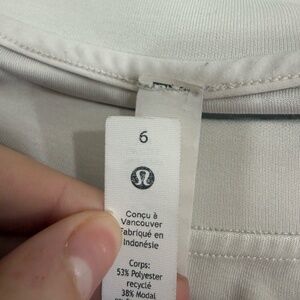 6
Conçu à
Vancouver
Fabriqué en
Indonésie
Corps:
53% Polyester
recyclé
38% Modal